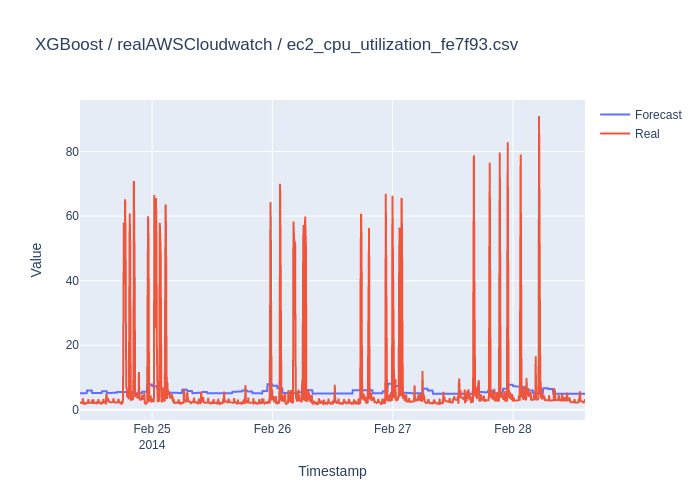 XGBoost / realAWSCloudwatch / ec2_cpu_utilization_fe7f93.csv
Forecast
Real
80
60
40
20
0
Value
Feb 25
2014
Feb 26
Feb 27
Feb 28
Timestamp